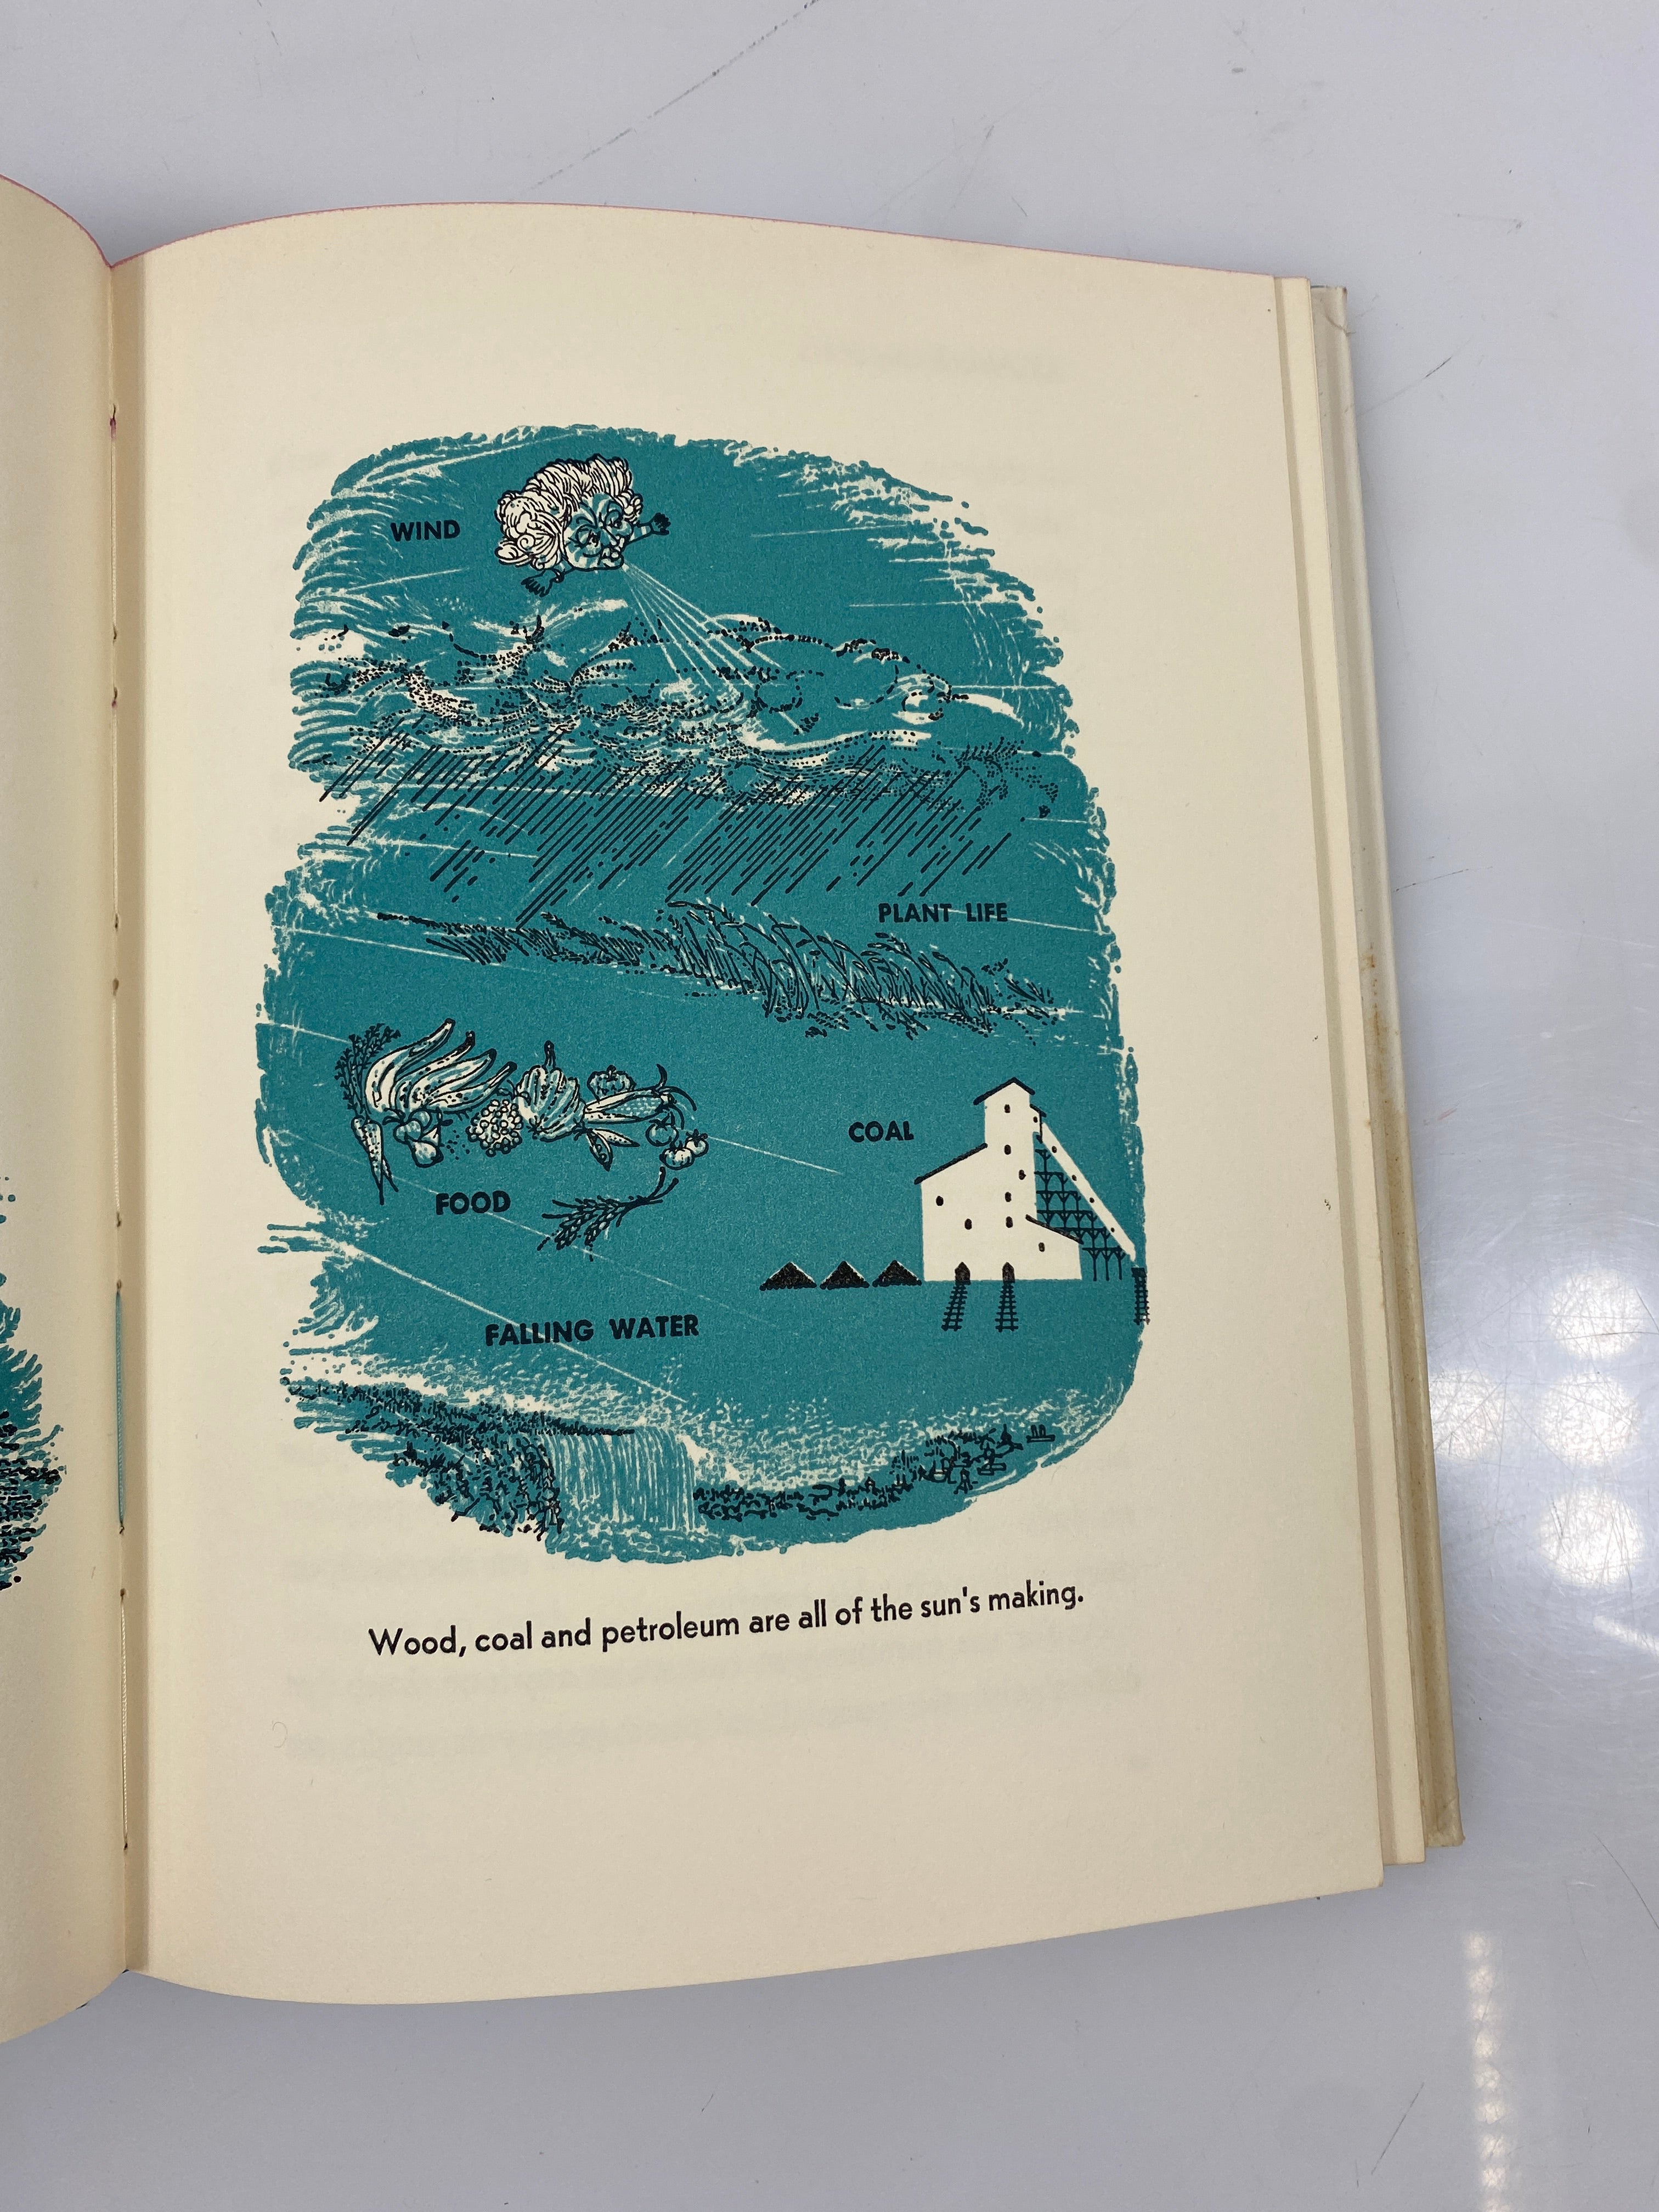 WIND
PLANT LIFE
COAL
FOOD
FALLING WATER
Wood, coal and petroleum are all of the sun's making.